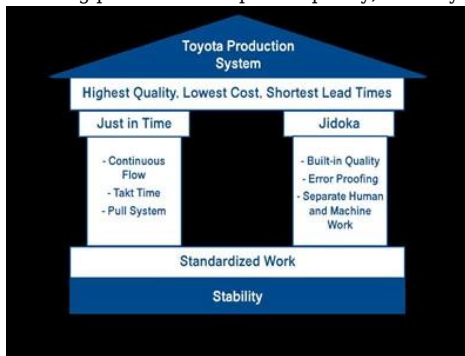 Toyota Production
System
Highest Quality, Lowest Cost, Shortest Lead Times
Just in Time
Jidoka
- Continuous
Flow
- Takt Time
- Pull System
- Built-in Quality
- Error Proofing
- Separate Human
and Machine
Work
Standardized Work
Stability